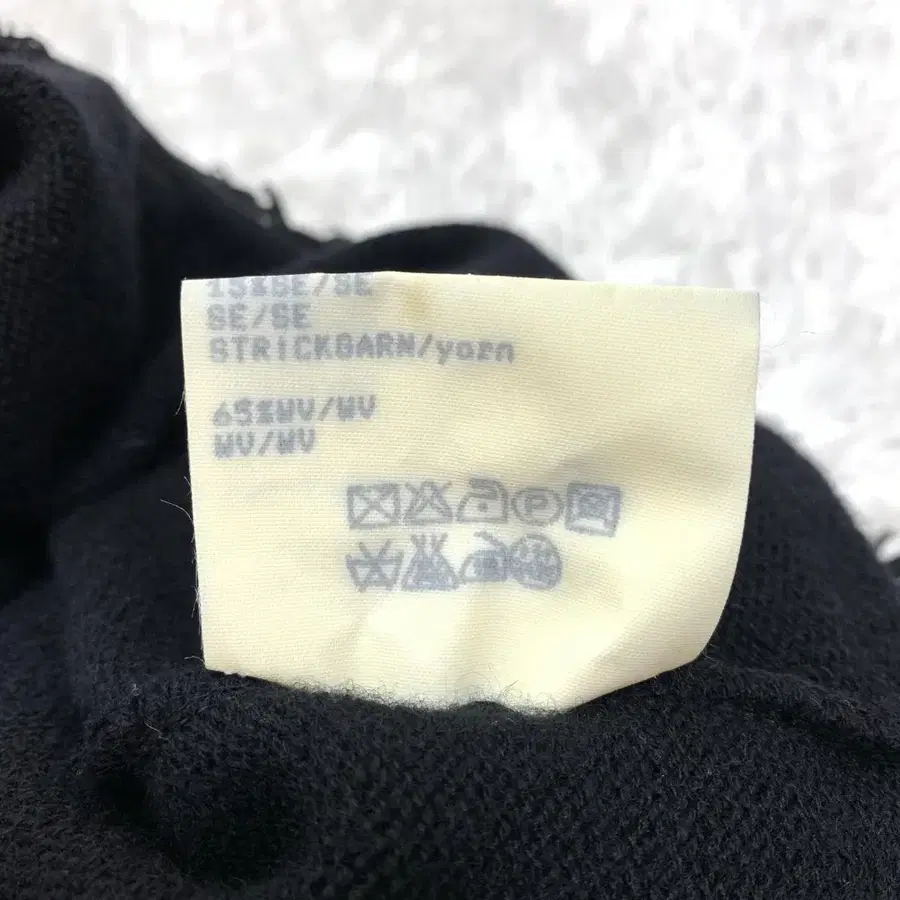 15%SE/SE
SE/SE
STRICKGARN/yarn
65%WV/WV
WV/WV
P